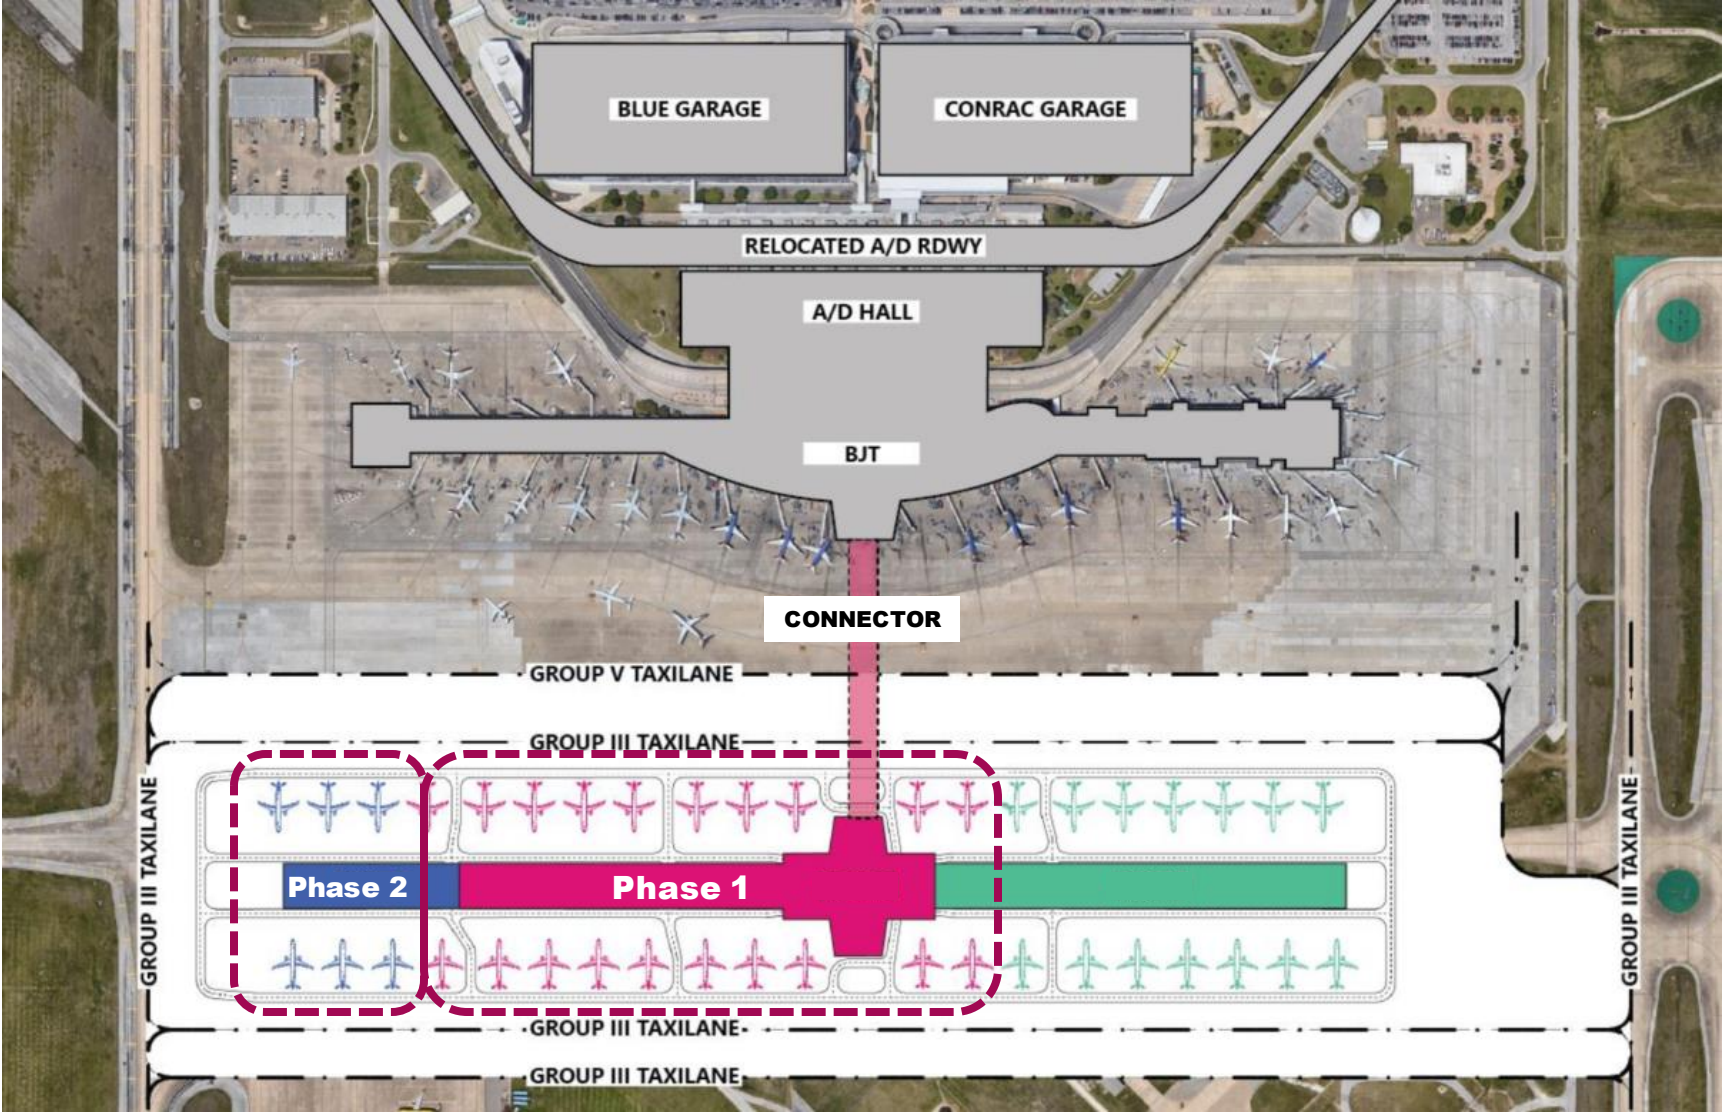 BLUE GARAGE
CONRAC GARAGE
RELOCATED A/D RDWY
A/D HALL
BJT
CONNECTOR
GROUP V TAXILANE
GROUP III TAXILANE
GROUP III TAXILANE
GROUP III TAXILANE
Phase 2
Phase 1
GROUP III TAXILANE
GROUP III TAXILANE